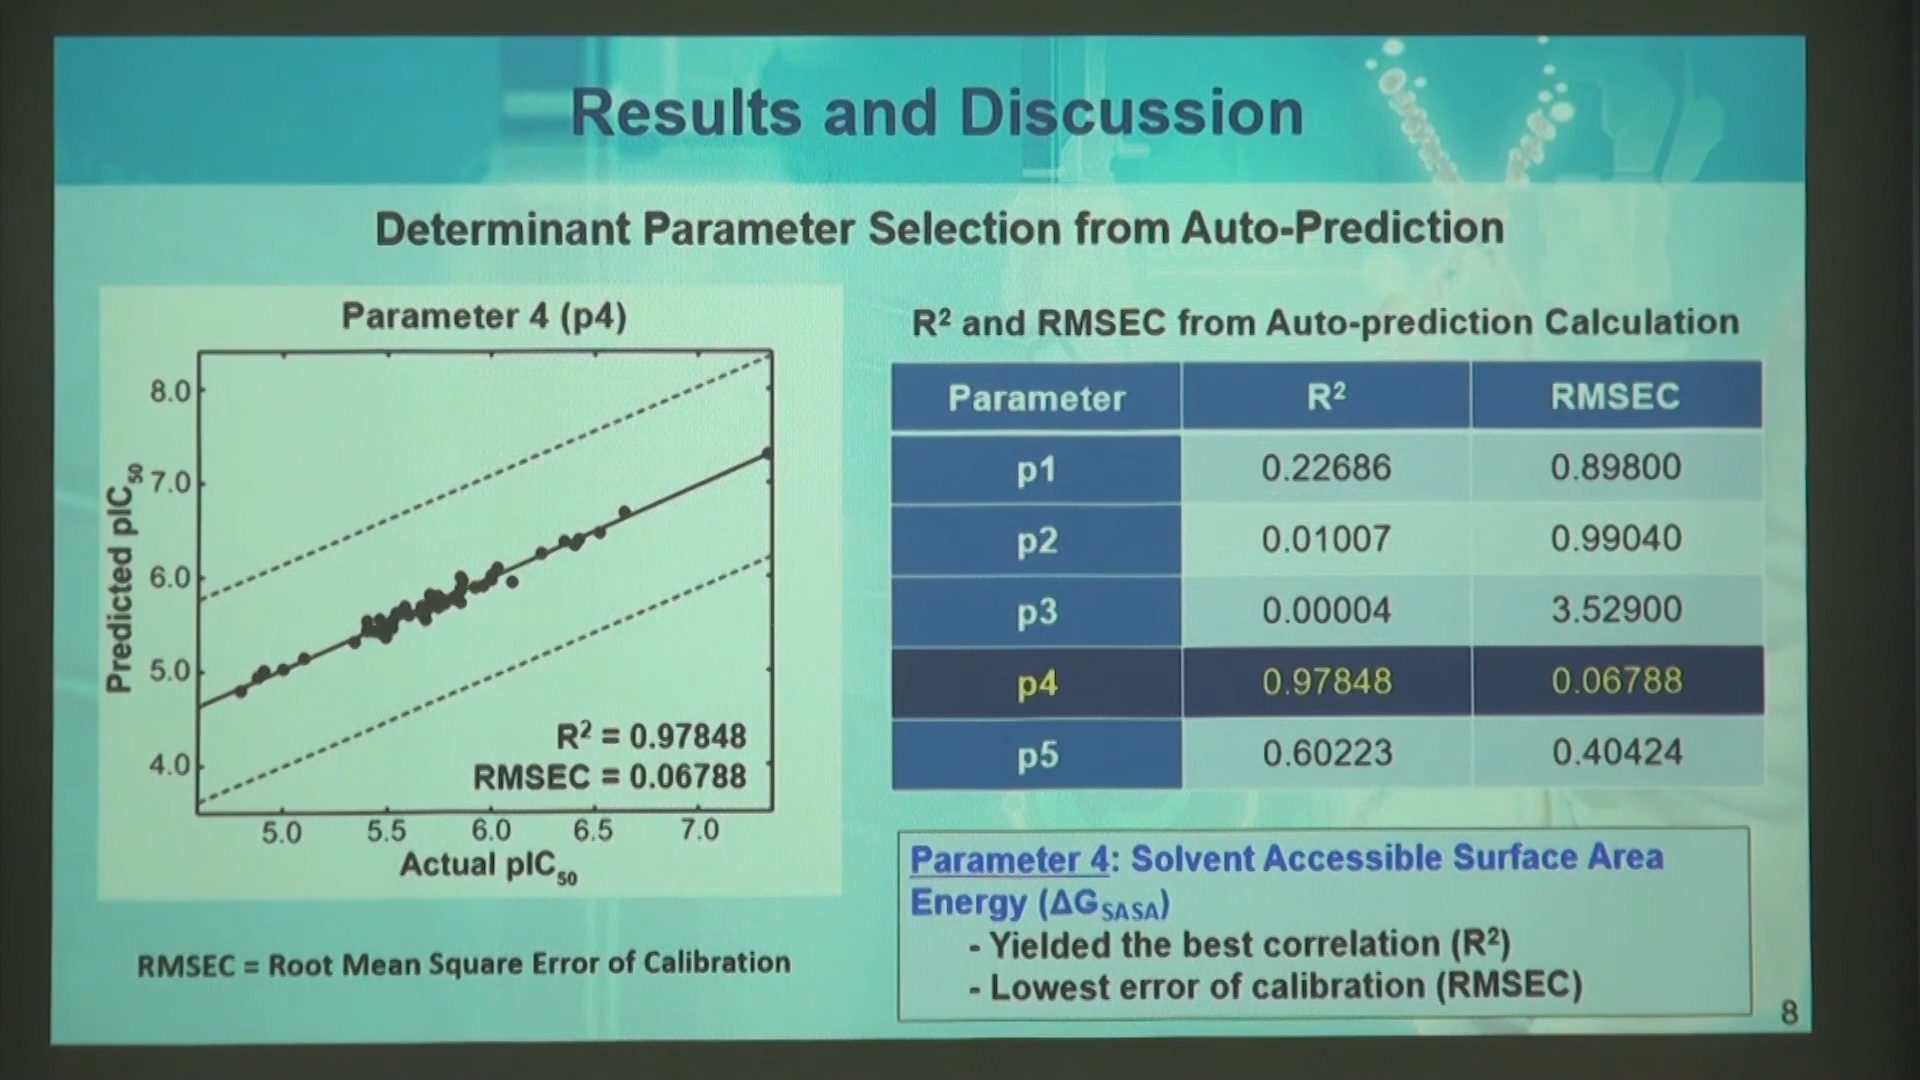 Results and Discussion
Determinant Parameter Selection from Auto-Prediction
Parameter 4 (p4)
8.0
7.0
6.0
5.0
4.0
Predicted pIC50
R² = 0.97848
RMSEC = 0.06788
5.0 5.5 6.0 6.5 7.0
Actual pIC50
RMSEC = Root Mean Square Error of Calibration
R² and RMSEC from Auto-prediction Calculation
Parameter R² RMSEC
p1 0.22686 0.89800
p2 0.01007 0.99040
p3 0.00004 3.52900
p4 0.97848 0.06788
p5 0.60223 0.40424
Parameter 4: Solvent Accessible Surface Area
Energy (ΔGSASA)
- Yielded the best correlation (R²)
- Lowest error of calibration (RMSEC)
8